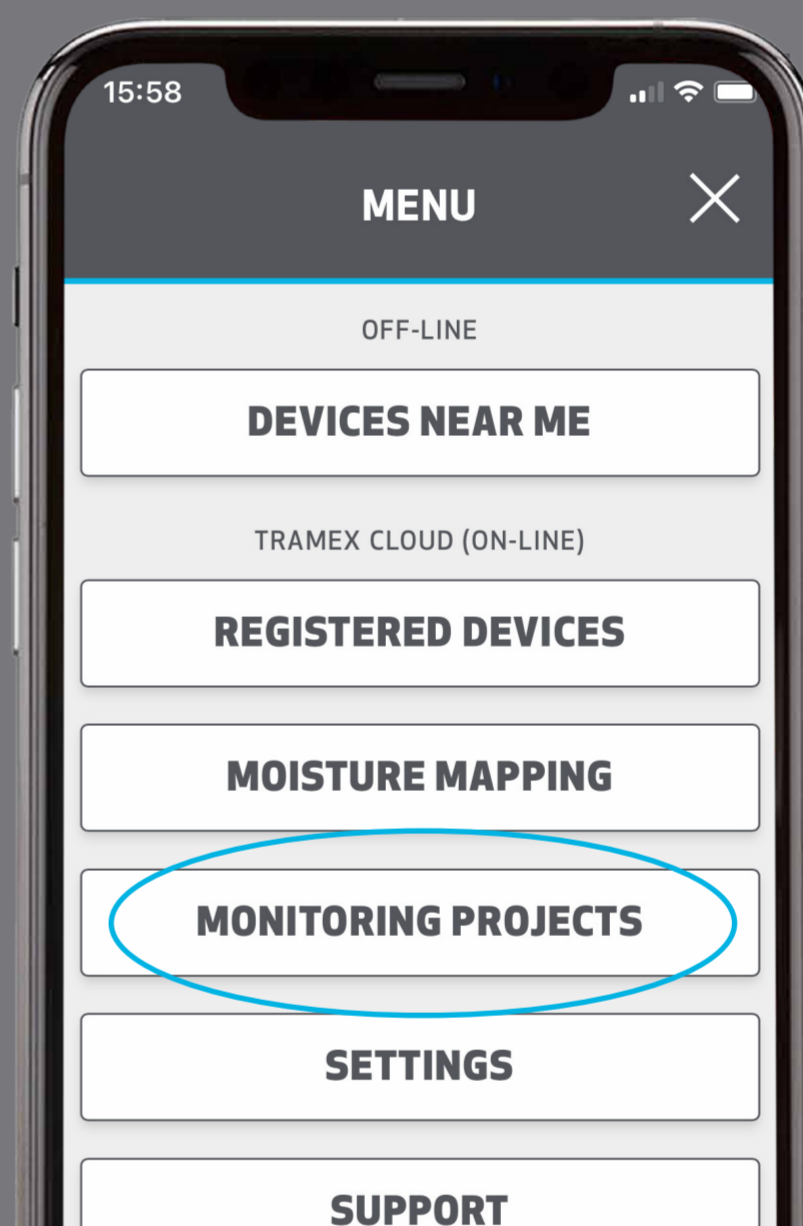 15:58
MENU
OFF-LINE
DEVICES NEAR ME
TRAMEX CLOUD (ON-LINE)
REGISTERED DEVICES
MOISTURE MAPPING
MONITORING PROJECTS
SETTINGS
SUPPORT